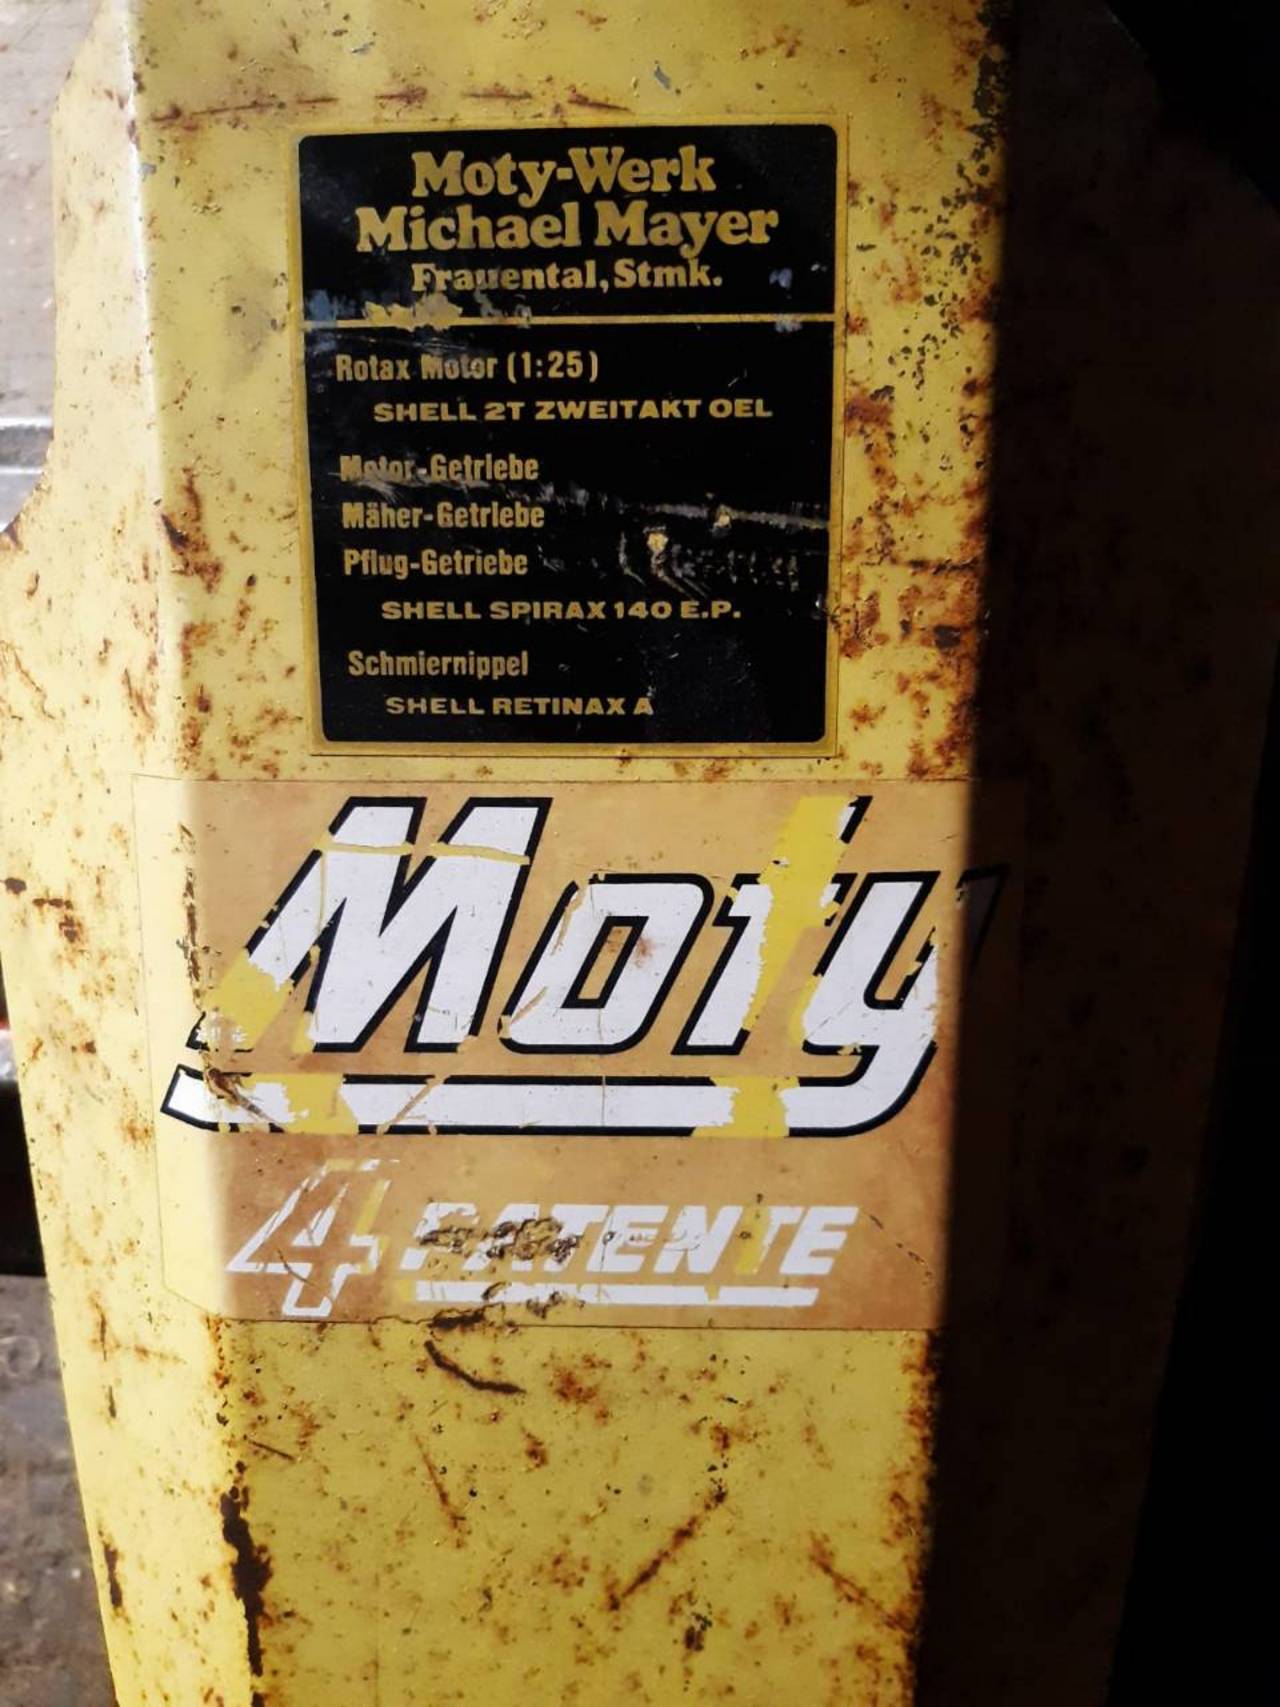 Moty-Werk
Michael Mayer
Frauental, Stmk.
Rotax Motor (1:25)
SHELL 2T ZWEITAKT OEL
Motor-Getriebe
Mäher-Getriebe
Pflug-Getriebe
SHELL SPIRAX 140 E.P.
Schmiernippel
SHELL RETINAX A
Moty
4 PATENTE